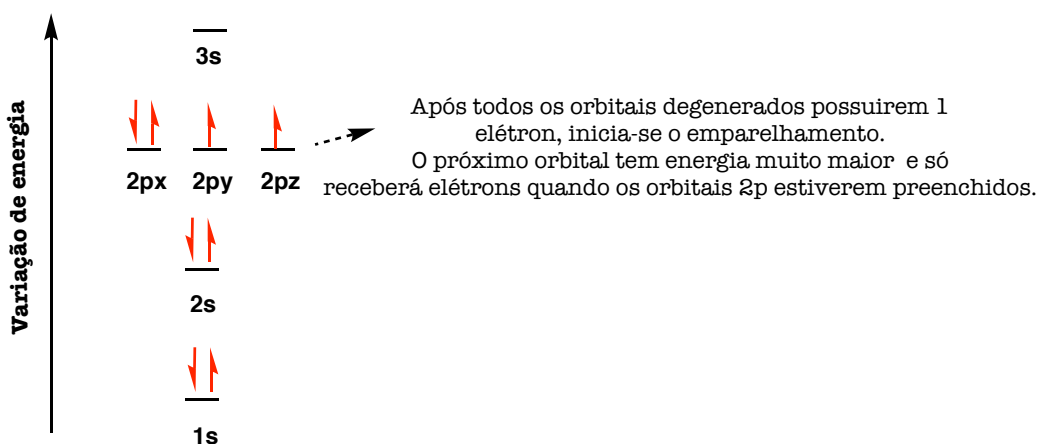 Variação de energia
3s
2px 2py 2pz
Após todos os orbitais degenerados possuirem 1
elétron, inicia-se o emparelhamento.
O próximo orbital tem energia muito maior e só
receberá elétrons quando os orbitais 2p estiverem preenchidos.
2s
1s